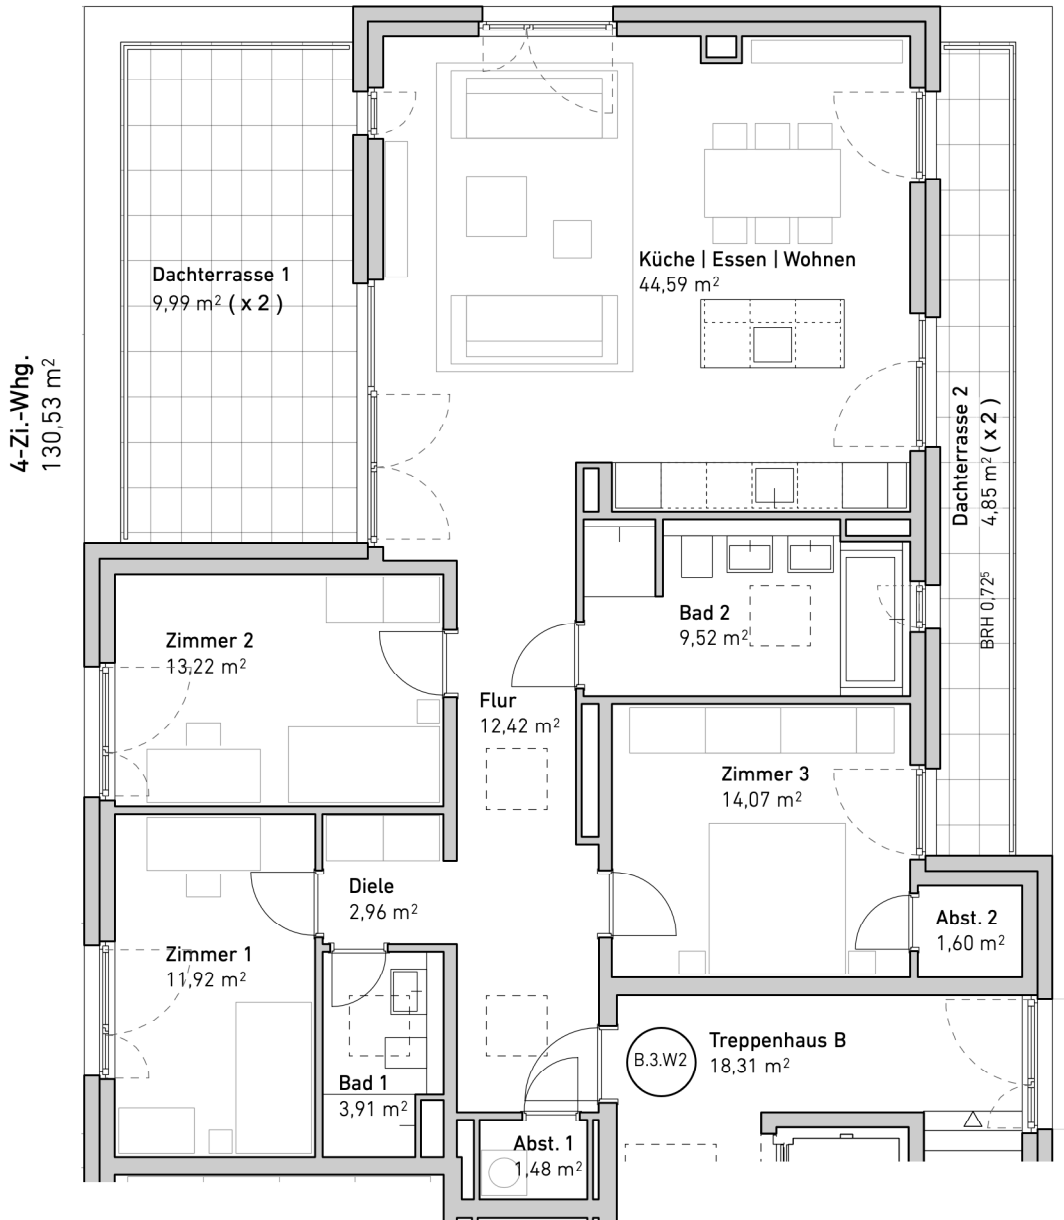 4-Zi.-Whg.
130,53 m²
Dachterrasse 1
9,99 m² ( x 2 )
Küche | Essen | Wohnen
44,59 m²
Dachterrasse 2
4,85 m² ( x 2 )
BRH 0,72⁵
Bad 2
9,52 m²
Zimmer 2
13,22 m²
Flur
12,42 m²
Zimmer 3
14,07 m²
Diele
2,96 m²
Abst. 2
1,60 m²
Zimmer 1
11,92 m²
Treppenhaus B
18,31 m²
B.3.W2
Bad 1
3,91 m²
Abst. 1
1,48 m²